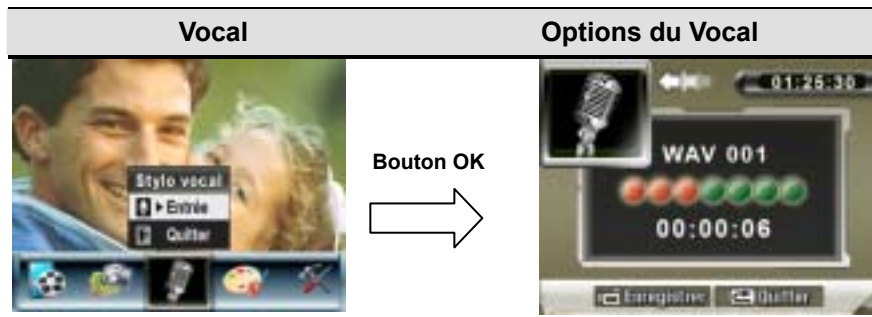 Vocal
Options du Vocal
Stylo vocal
Entrée
Quitter
Bouton OK
01:25:30
WAV 001
00:00:06
Enregistrer
Quitter